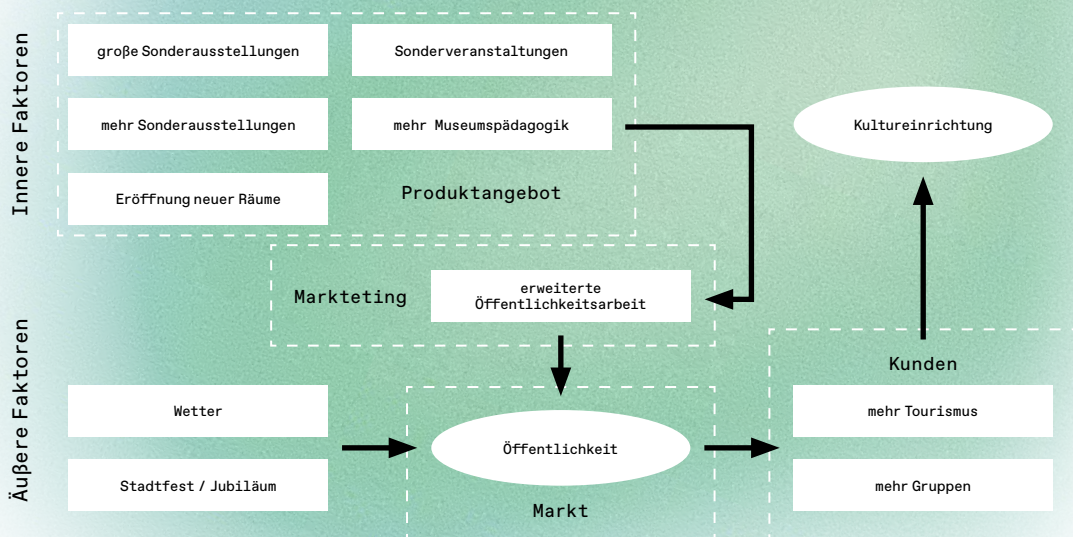 Innere Faktoren
große Sonderausstellungen
Sonderveranstaltungen
mehr Sonderausstellungen
mehr Museumspädagogik
Kultureinrichtung
Eröffnung neuer Räume
Produktangebot
Markteting
erweiterte
Öffentlichkeitsarbeit
Äußere Faktoren
Kunden
Wetter
mehr Tourismus
Öffentlichkeit
Stadtfest / Jubiläum
mehr Gruppen
Markt